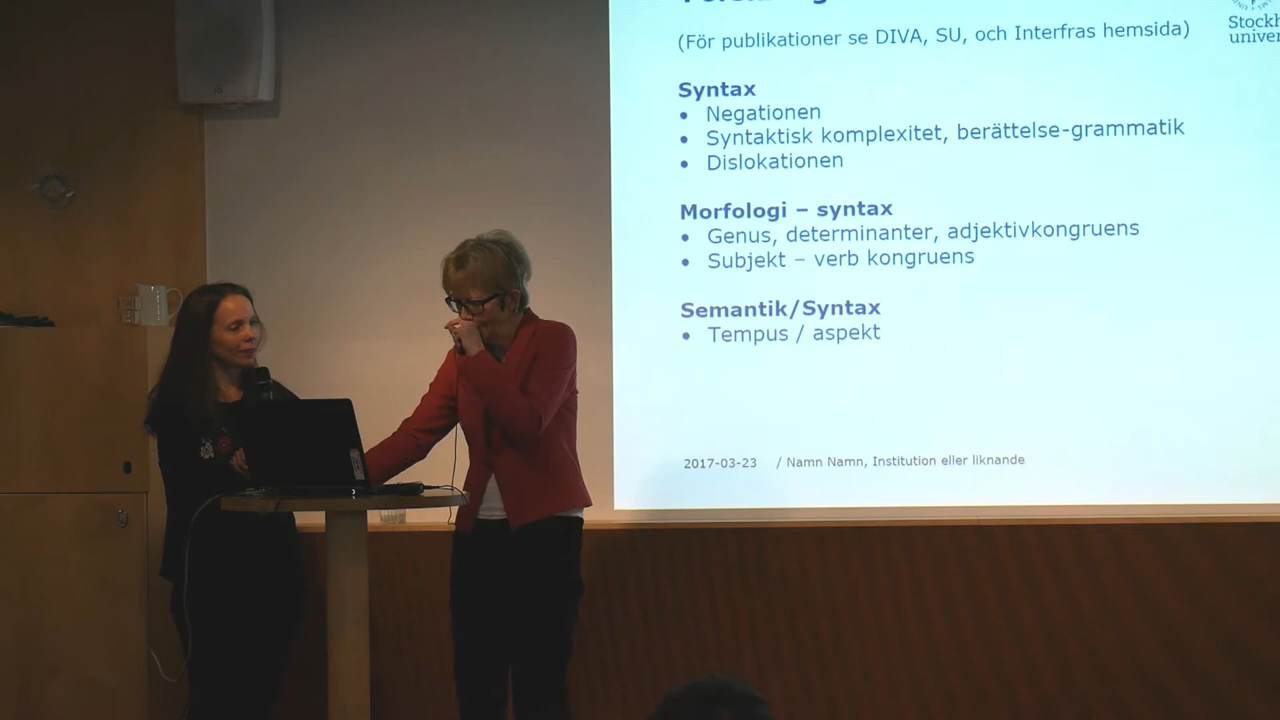 (För publikationer se DIVA, SU, och Interfras hemsida)
Syntax
• Negationen
• Syntaktisk komplexitet, berättelse-grammatik
• Dislokationen
Morfologi – syntax
• Genus, determinanter, adjektivkongruens
• Subjekt – verb kongruens
Semantik/Syntax
• Tempus / aspekt
2017-03-23 / Namn Namn, Institution eller liknande